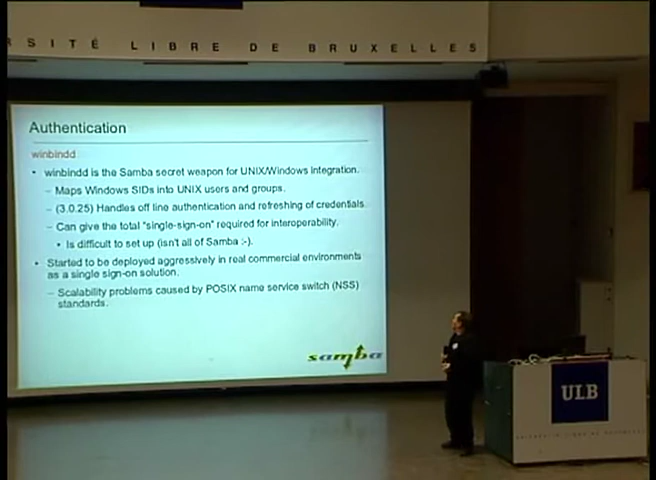 R S I T É L I B R E D E B R U X E L L E S
Authentication
winbindd
• winbindd is the Samba secret weapon for UNIX/Windows integration.
– Maps Windows SIDs into UNIX users and groups.
– (3.0.25) Handles off line authentication and refreshing of credentials
– Can give the total "single-sign-on" required for interoperability.
• Is difficult to set up (isn't all of Samba :-).
• Started to be deployed aggressively in real commercial environments
as a single sign-on solution.
– Scalability problems caused by POSIX name service switch (NSS)
standards.
samba
ULB